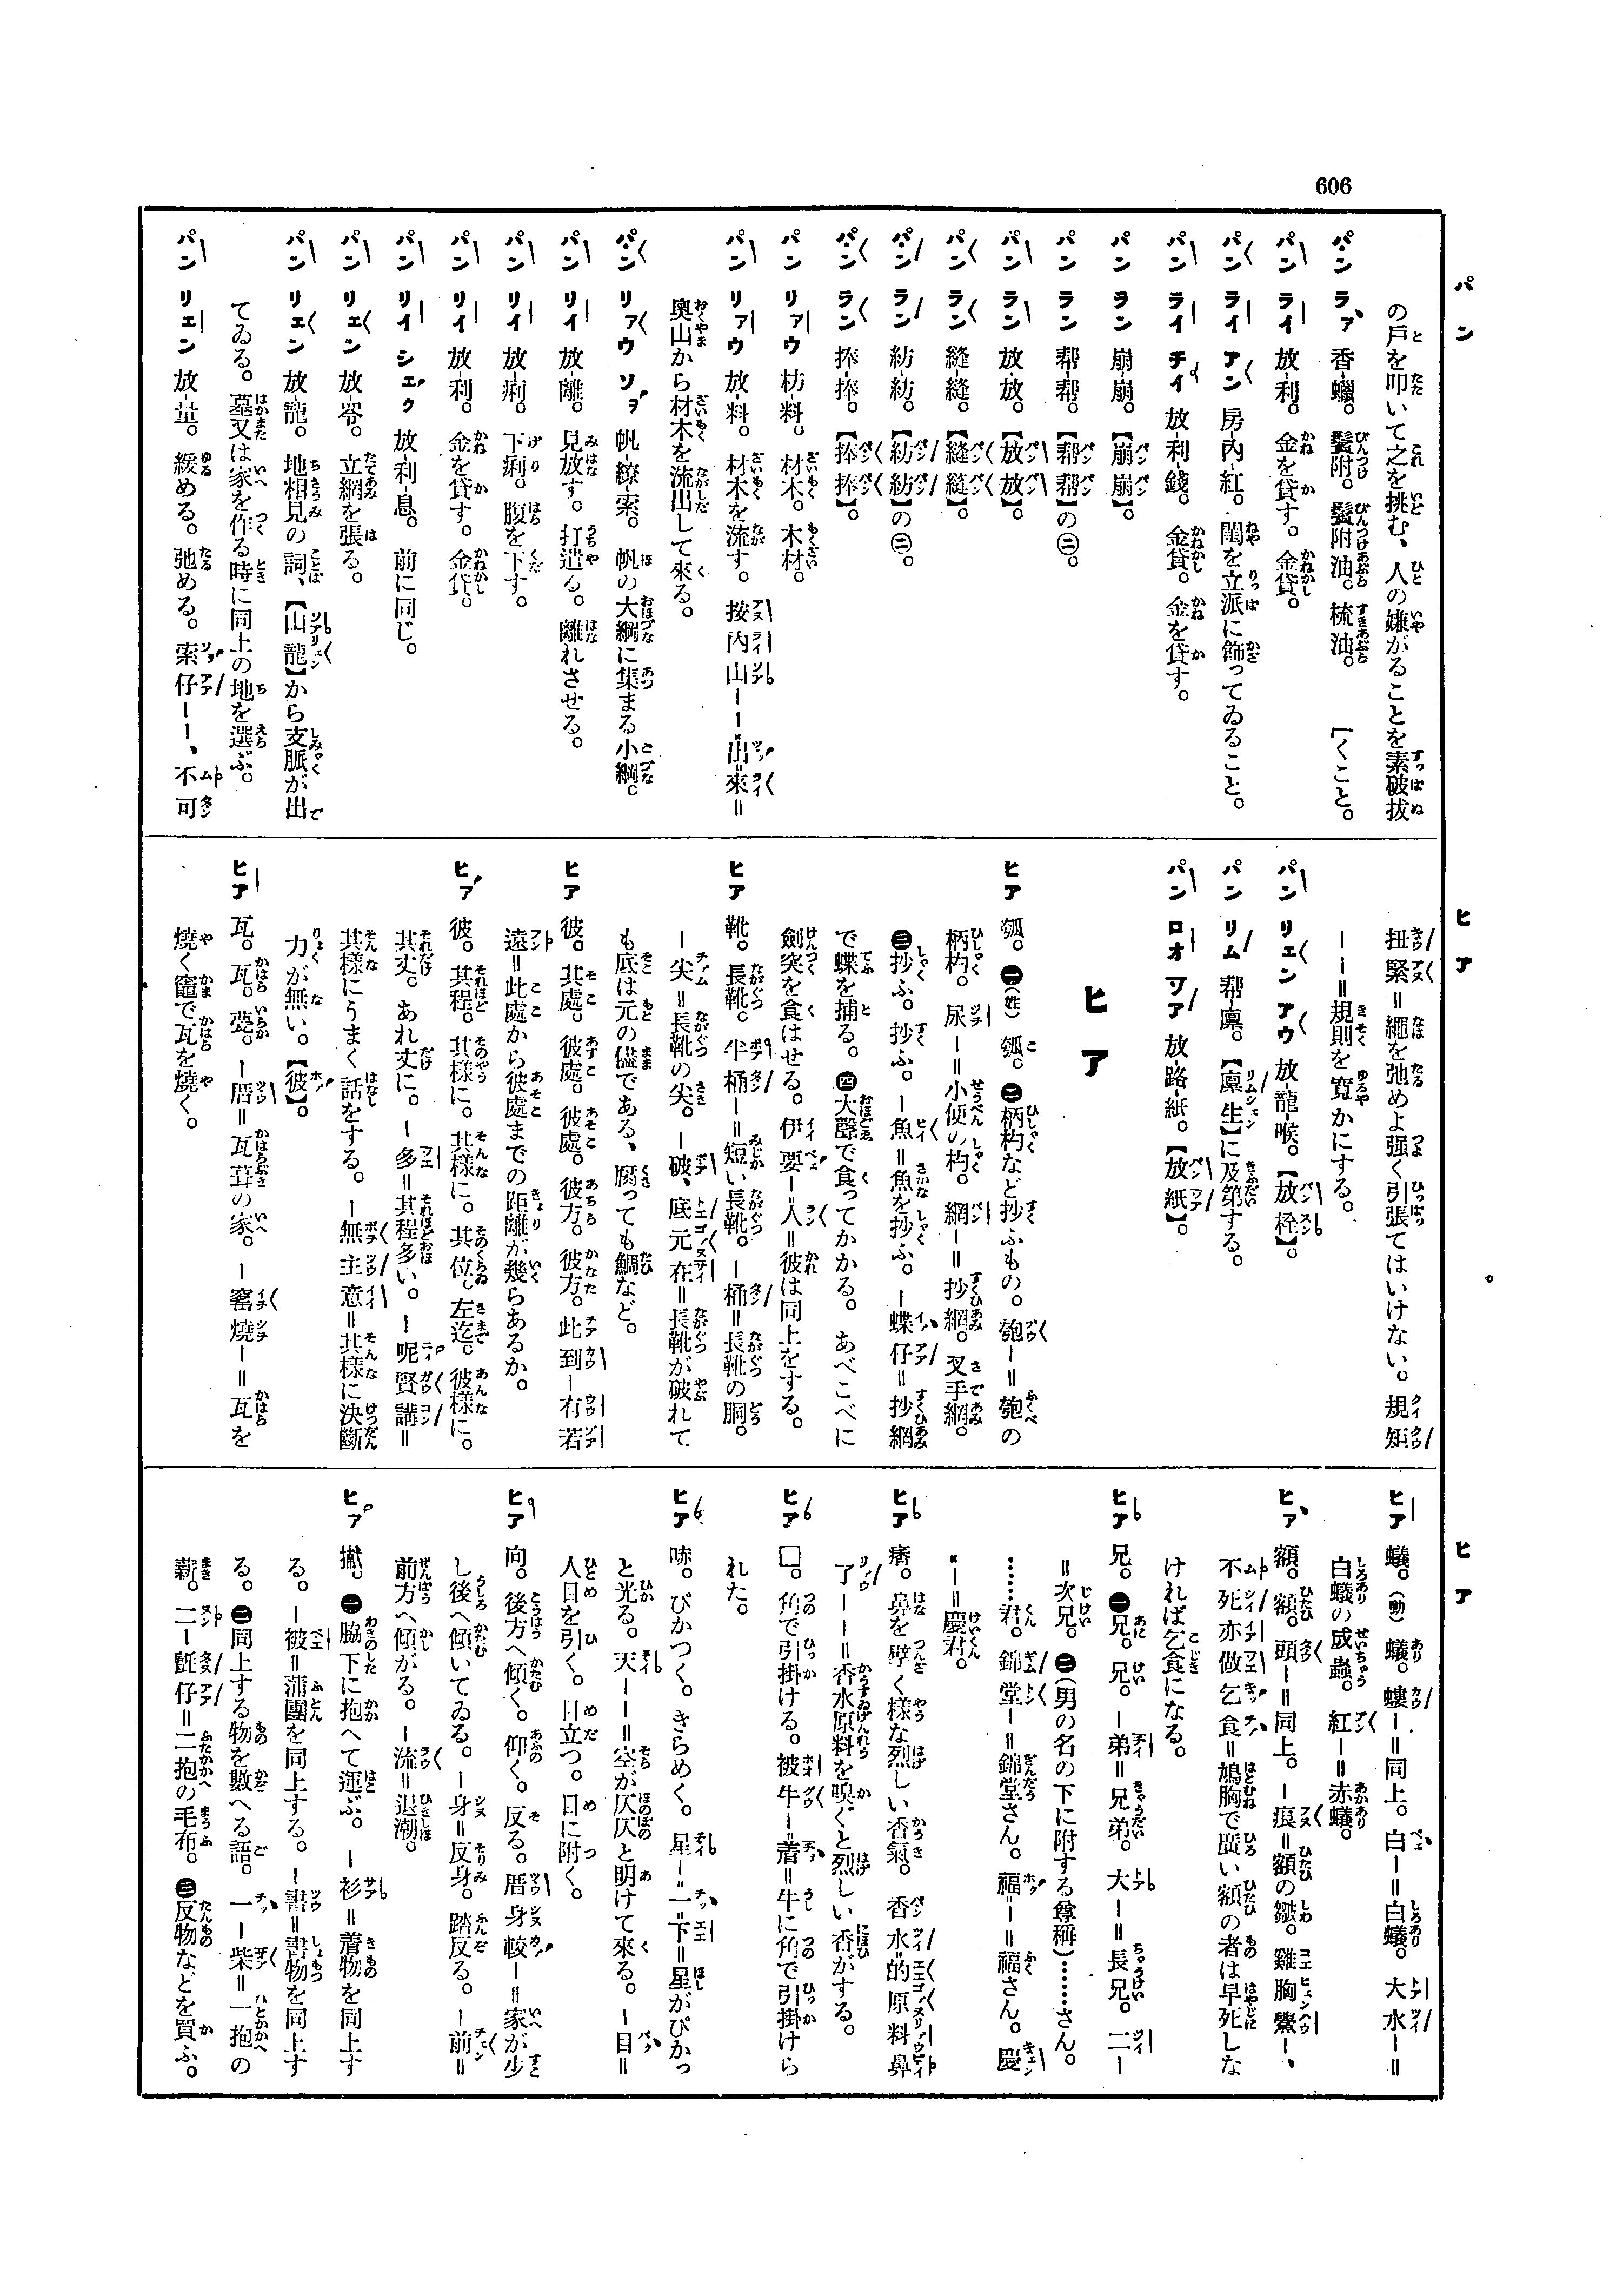 606
パン
ヒア
ヒア
の戸を叩いて之を挑む、人の嫌がることを素破拔
パン ラァ 香-蠟。鬢附。鬢附油。梳油。 〔くこと。
パン ライ 放-利。金を貸す。金貸。
パン ライ アン 房-內-紅。閨を立派に飾ってゐること。
パン ライ チイ 放-利-錢。金貸。金を貸す。
パン ラン 崩-崩。【崩崩】。
パン ラン 帮-帮。【帮帮】の㊁。
パン ラン 放-放。【放放】。
パン ラン 縫-縫。【縫縫】。
パン ラン 紡-紡。【紡紡】の㊁。
パン ラン 捧-捧。【捧捧】。
パン リァウ 枋-料。材木。木材。
パン リァウ 放-料。材木を流す。按內山ーー出來=
奧山から材木を流出して來る。
パン リァウ ソヲ 帆-繚-索。帆の大綱に集まる小綱。
パン リイ 放-離。見放す。打遣る。離れさせる。
パン リイ 放-痢。下痢。腹を下す。
パン リイ 放-利。金を貸す。金貸。
パン リイ シェク 放-利-息。前に同じ。
パン リェン 放-帘。立網を張る。
パン リェン 放-龍。地相見の詞、【山龍】から支脈が出
てゐる。墓又は家を作る時に同上の地を選ぶ。
パン リェン 放-量。緩める。弛める。索仔ーー、不可
扭緊=繩を弛めよ强く引張てはいけない。規矩
ーー=規則を寬かにする。
パン リェン アウ 放-龍-喉。【放栓】。
パン リム 帮-廩。【廩生】に及第する。
パン ロオ ツア 放-路-紙。【放紙】。
ヒア
ヒア 瓠。㊀(姓) 瓠。㊁柄杓など抄ふもの。匏ー=匏の
柄杓。尿ー=小便の杓。網ー=抄網。叉手網。
㊂抄ふ。抄ふ。ー魚=魚を抄ふ。ー蝶仔=抄網
で蝶を捕る。㊃大聲で食ってかかる。あべこべに
劍突を食はせる。伊要ー人=彼は同上をする。
ヒア 靴。長靴。半桶ー=短い長靴。ー桶=長靴の胴。
ー尖=長靴の尖。ー破、底元在=長靴が破れて
も底は元の儘である、腐っても鯛など。
ヒア 彼。其處。彼處。彼處。彼方。彼方。此到ー有若
遠=此處から彼處までの距離が幾らあるか。
ヒア 彼。其程。其樣に。其樣に。其位。左迄。彼樣に。
其丈。あれ丈に。ー多=其程多い。ー呢賢講=
其樣にうまく話をする。ー無主意=其樣に決斷
力が無い。【彼】。
ヒア 瓦。瓦。甍。ー厝=瓦葺の家。ー窰燒ー=瓦を
燒く竈で瓦を燒く。
ヒア 蟻。(動) 蟻。螻ー=同上。白ー=白蟻。大水ー=
白蟻の成蟲。紅ー=赤蟻。
ヒア 額。額。頭ー=同上。ー痕=額の皺。雞胸鱟ー、
不死亦做乞食=鳩胸で廣い額の者は早死しな
ければ乞食になる。
ヒア 兄。㊀兄。兄。ー弟=兄弟。大ー=長兄。二ー
=次兄。㊁(男の名の下に附する尊稱)……さん。
……君。錦堂ー=錦堂さん。福ー=福さん。慶
ー=慶君。
ヒア 鼻を劈く樣な烈しい香氣。香水的原料鼻
了ーー=香水原料を嗅ぐと烈しい香がする。
ヒア □。角で引掛ける。被牛ー着=牛に角で引掛けら
れた。
ヒア ぴかつく。きらめく。星ー一下=星がぴかっ
と光る。天ーー=空が仄仄と明けて來る。ー目=
人目を引く。目立つ。目に附く。
ヒア 向。後方へ傾く。仰く。反る。厝身較ー=家が少
し後へ傾いてゐる。ー身=反身。踏反る。ー前=
前方へ傾がる。ー流=退潮。
ヒア ㊀脇下に抱へて運ぶ。ー衫=着物を同上す
る。ー被=蒲團を同上する。ー書=書物を同上す
る。㊁同上する物を數へる語。一ー柴=一抱の
薪。二ー氈仔=二抱の毛布。㊂反物などを買ふ。